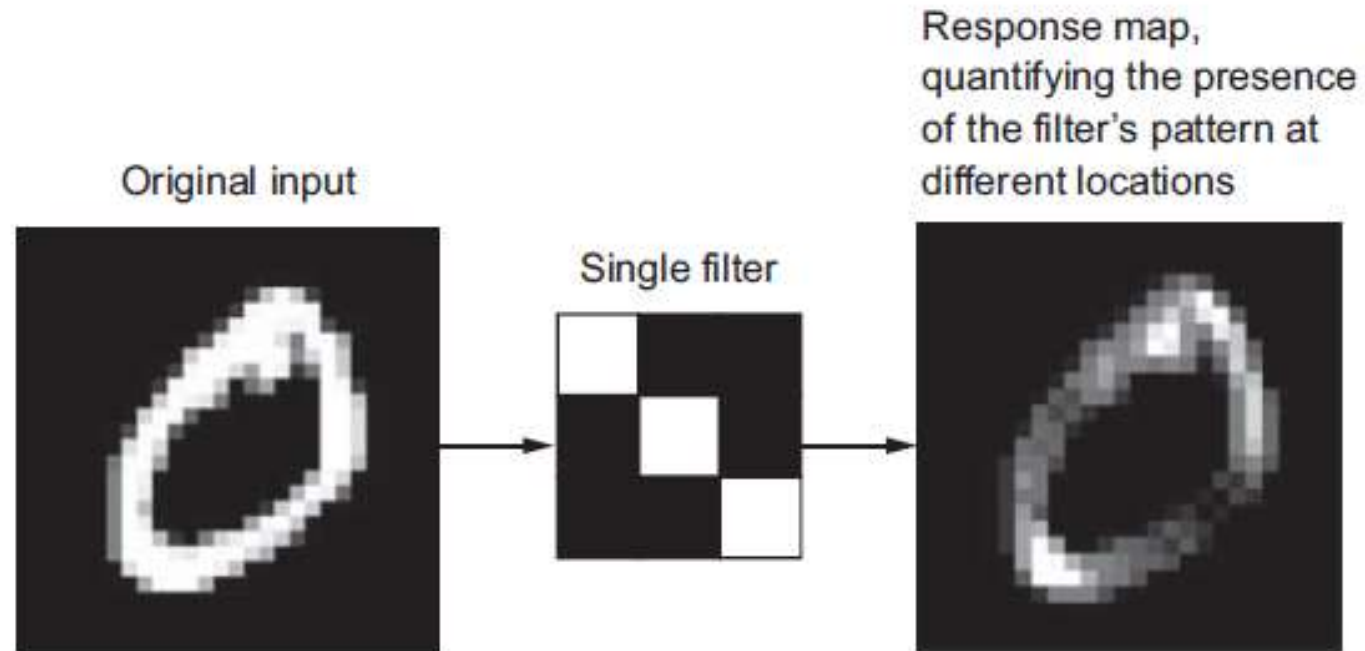 Original input
Single filter
Response map,
quantifying the presence
of the filter's pattern at
different locations